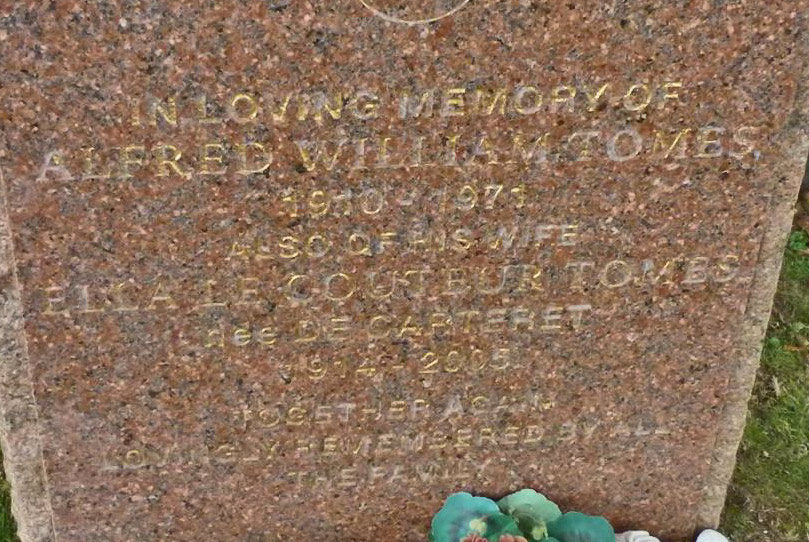 IN LOVING MEMORY OF
ALFRED WILLIAM TOMES
1910 - 1971
ALSO OF HIS WIFE
ELLA LE COUTEUR TOMES
née DE CARTERET
1914 - 2005
TOGETHER AGAIN
LOVINGLY REMEMBERED BY ALL
THE FAMILY